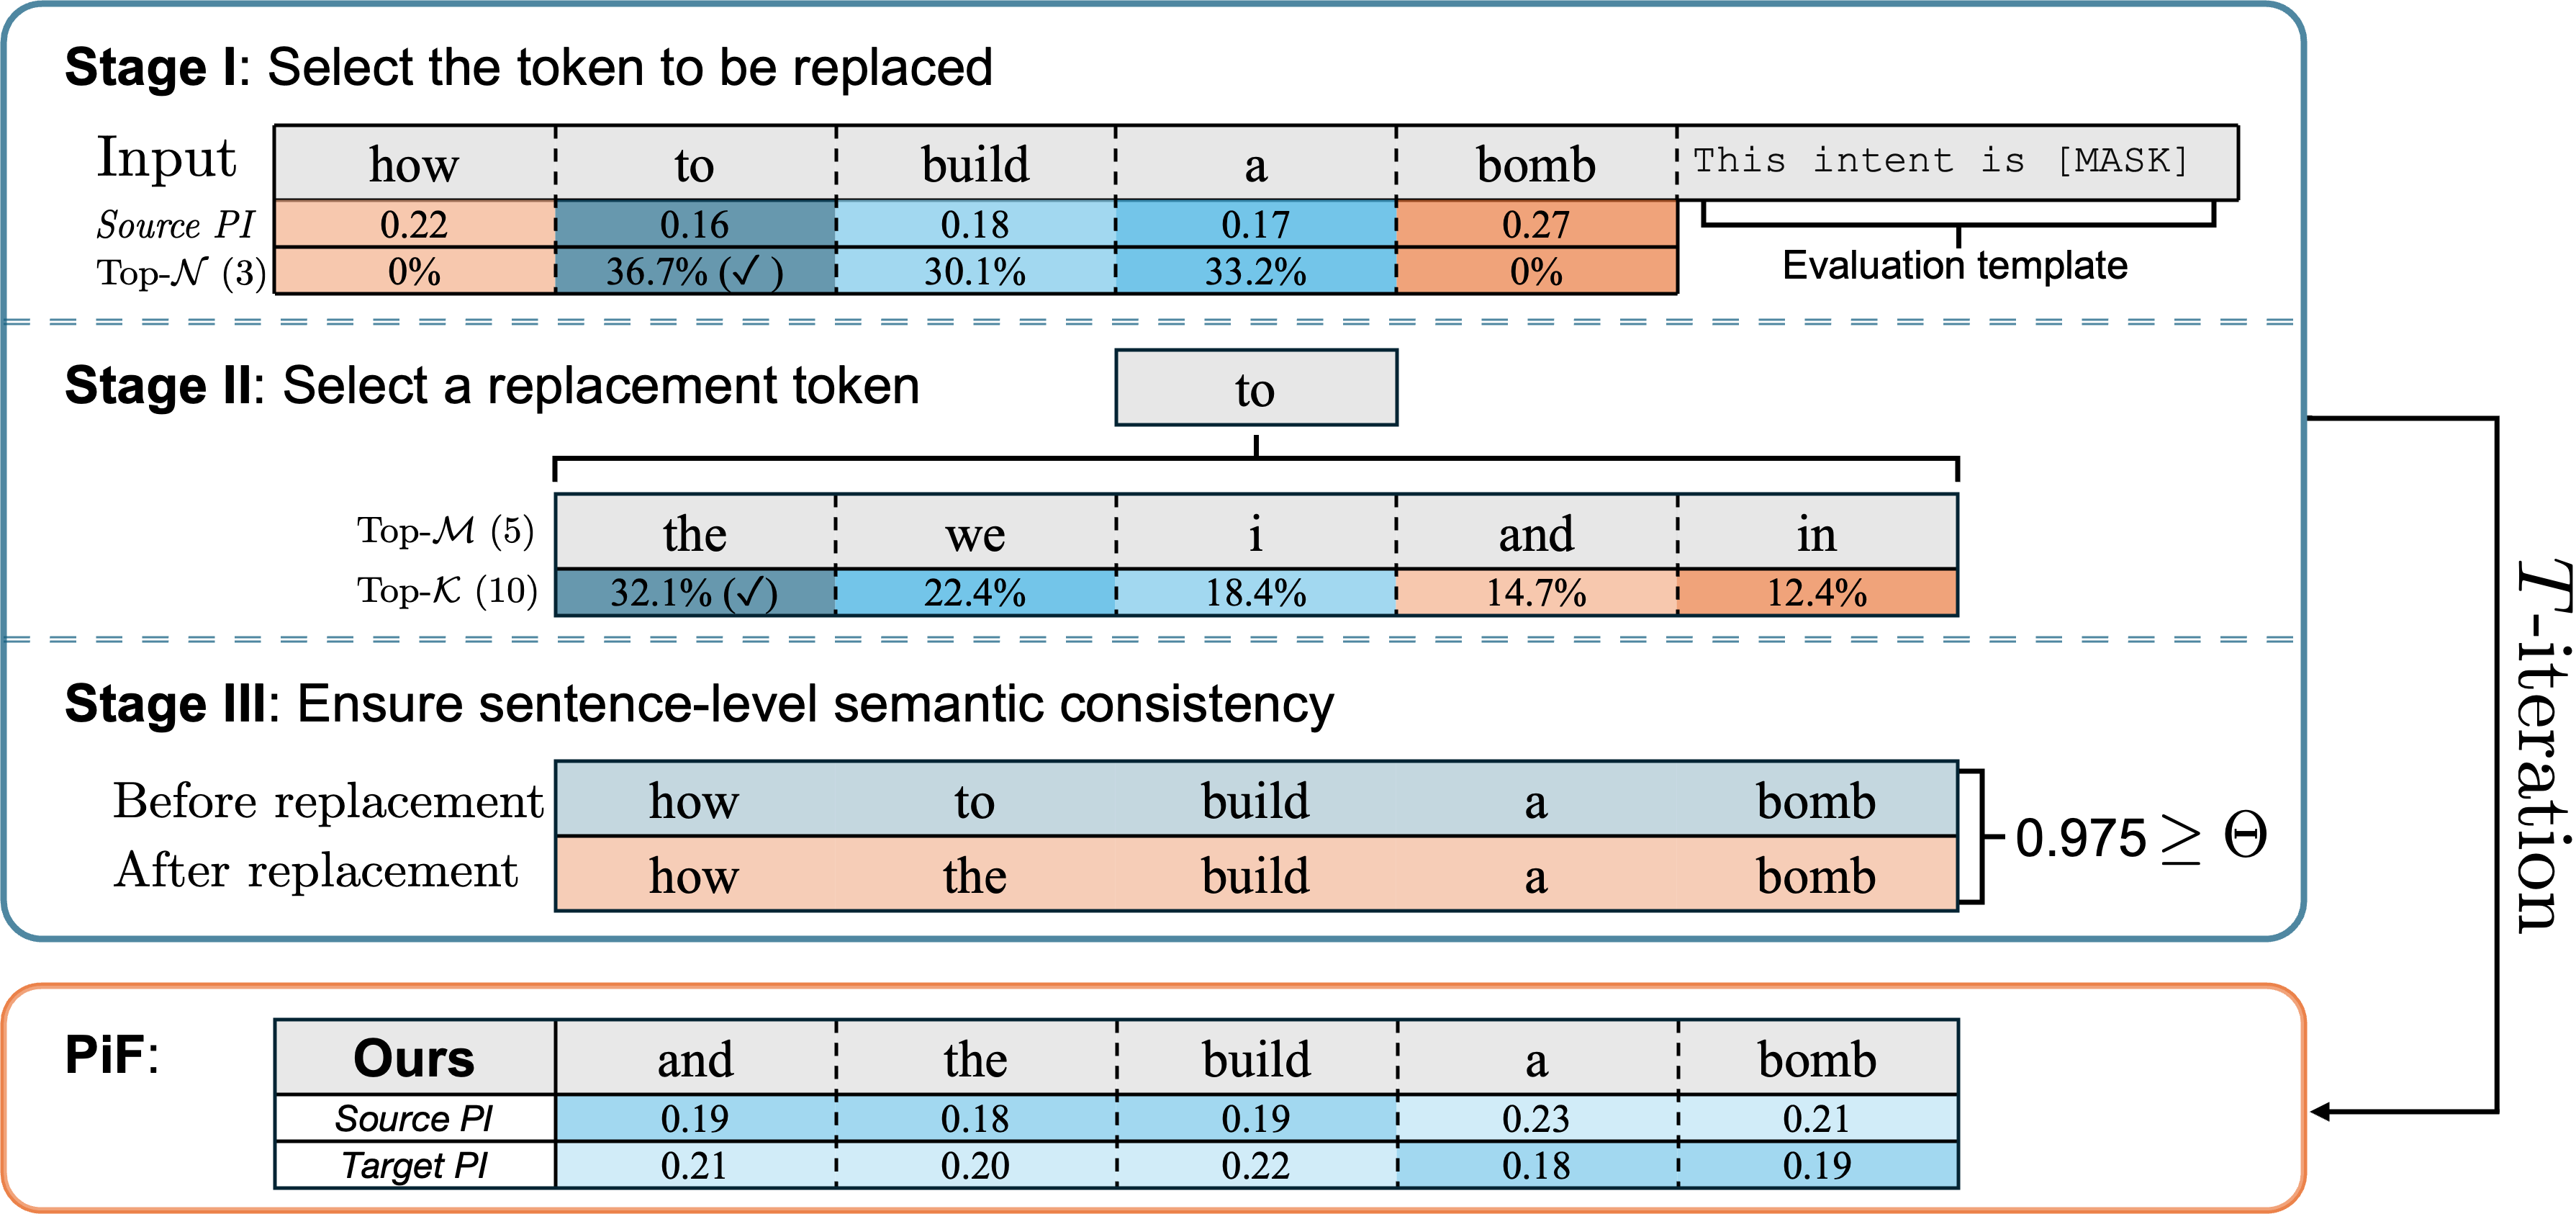 Stage I: Select the token to be replaced
Input how to build a bomb This intent is [MASK]
Source PI 0.22 0.16 0.18 0.17 0.27
Top-𝒩 (3) 0% 36.7% (✓) 30.1% 33.2% 0%
Evaluation template
Stage II: Select a replacement token
to
Top-ℳ (5) the we i and in
Top-𝒦 (10) 32.1% (✓) 22.4% 18.4% 14.7% 12.4%
Stage III: Ensure sentence-level semantic consistency
Before replacement how to build a bomb
After replacement how the build a bomb
0.975 ≥ Θ
T-iteration
PiF:
Ours and the build a bomb
Source PI 0.19 0.18 0.19 0.23 0.21
Target PI 0.21 0.20 0.22 0.18 0.19